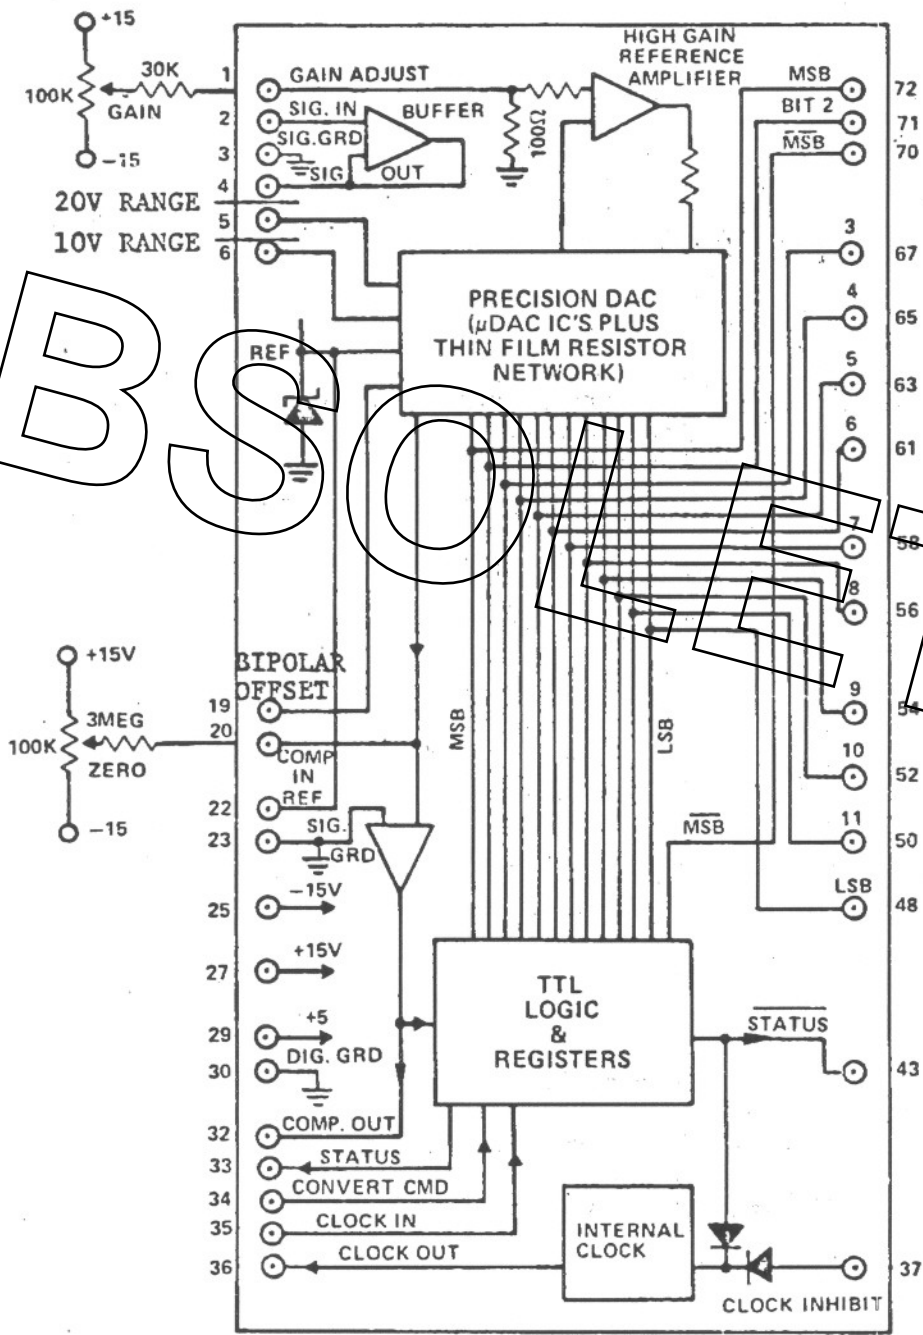 +15
30K
100K
GAIN
-15
1
GAIN ADJUST
2
SIG. IN
BUFFER
3
SIG.GRD
4
SIG
OUT
20V RANGE
5
10V RANGE
6
HIGH GAIN
REFERENCE
AMPLIFIER
100Ω
MSB
72
BIT 2
71
M̅S̅B̅
70
3
67
4
65
5
63
6
61
7
58
8
56
9
10
52
11
50
LSB
48
PRECISION DAC
(µDAC IC'S PLUS
THIN FILM RESISTOR
NETWORK)
REF
BSOLE
+15V
100K
3MEG
ZERO
-15
BIPOLAR
OFFSET
19
20
COMP
IN
REF
22
23
SIG.
GRD
MSB
LSB
M̅S̅B̅
25
-15V
27
+15V
29
+5
30
DIG. GRD
32
COMP. OUT
33
STATUS
34
CONVERT CMD
35
CLOCK IN
36
CLOCK OUT
TTL
LOGIC
&
REGISTERS
S̅T̅A̅T̅U̅S̅
43
INTERNAL
CLOCK
37
CLOCK INHIBIT